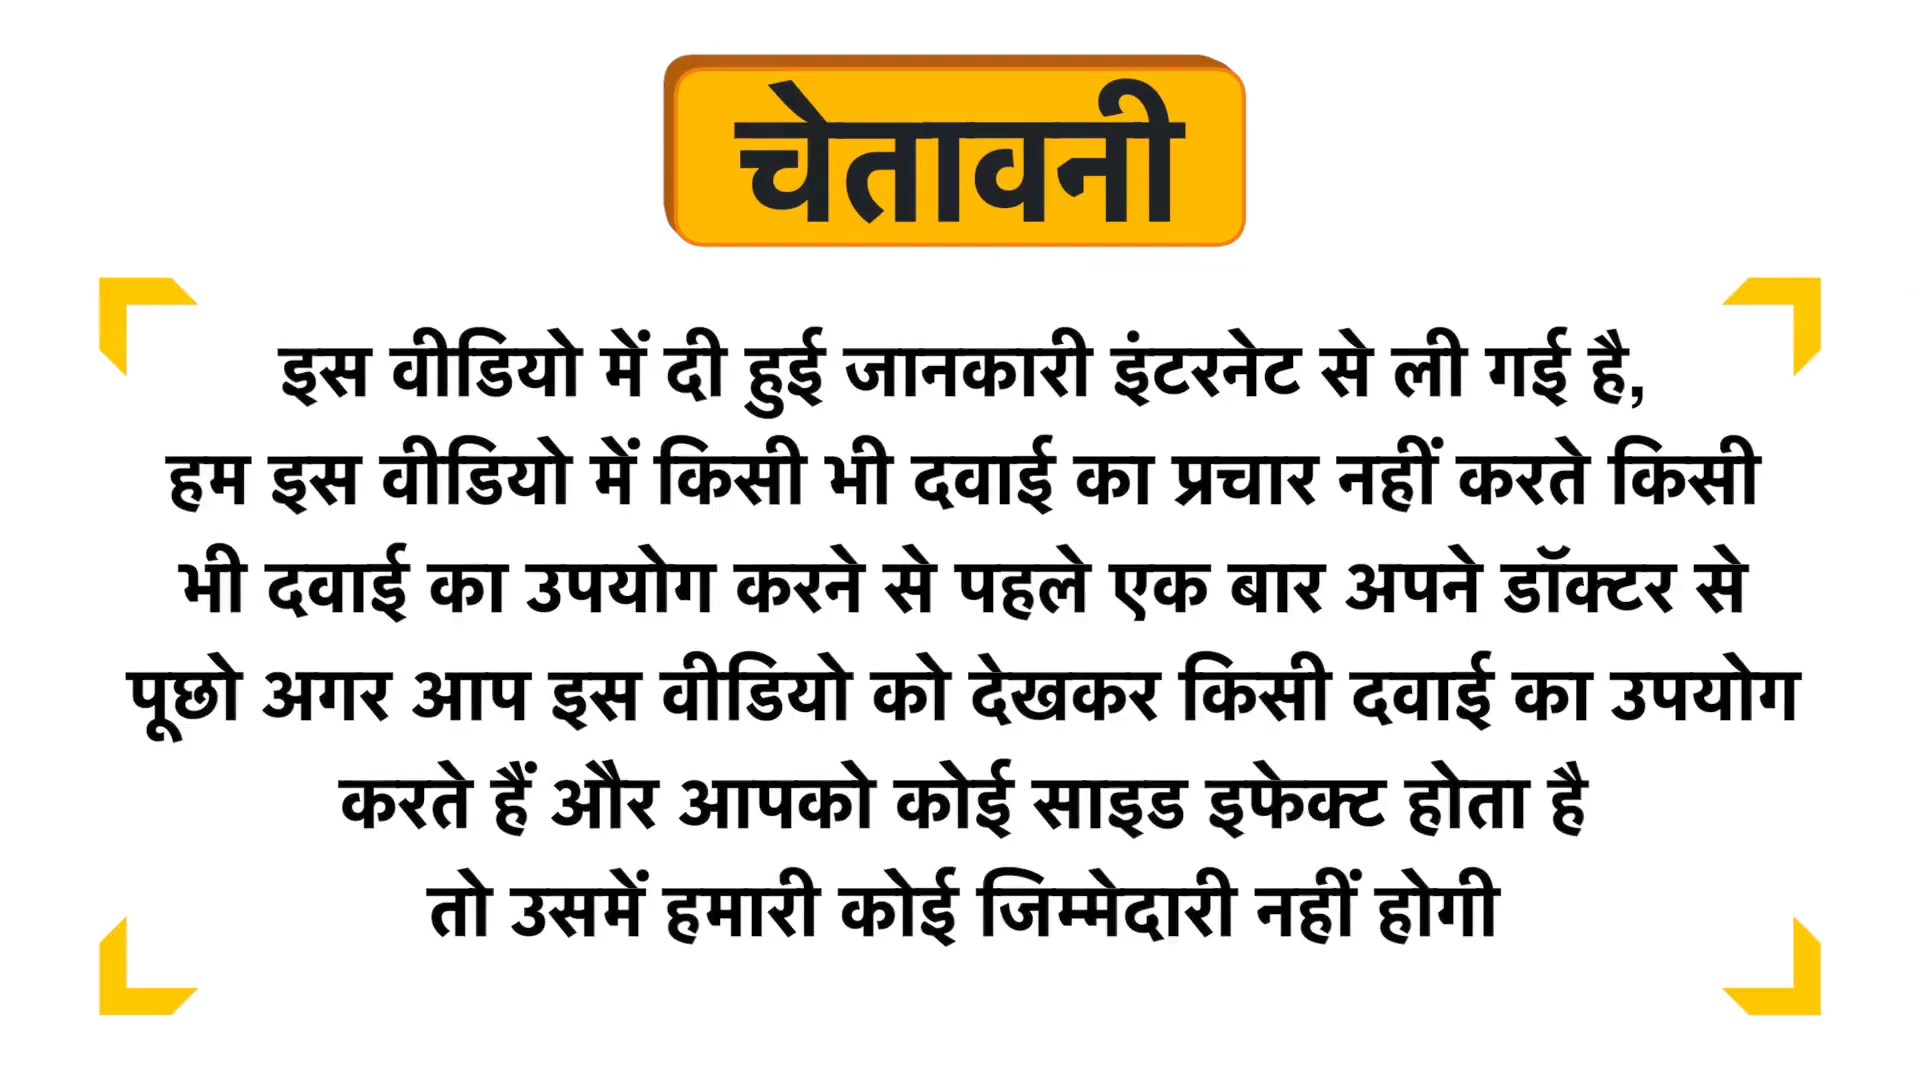 चेतावनी
इस वीडियो में दी हुई जानकारी इंटरनेट से ली गई है,
हम इस वीडियो में किसी भी दवाई का प्रचार नहीं करते किसी
भी दवाई का उपयोग करने से पहले एक बार अपने डॉक्टर से
पूछो अगर आप इस वीडियो को देखकर किसी दवाई का उपयोग
करते हैं और आपको कोई साइड इफेक्ट होता है
तो उसमें हमारी कोई जिम्मेदारी नहीं होगी